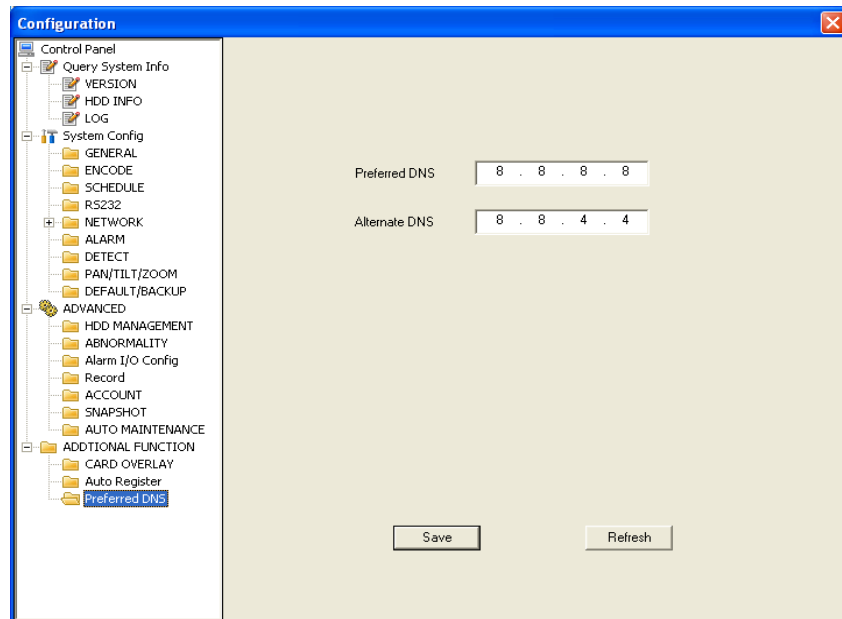 Configuration
Control Panel
Query System Info
VERSION
HDD INFO
LOG
System Config
GENERAL
ENCODE
SCHEDULE
RS232
NETWORK
ALARM
DETECT
PAN/TILT/ZOOM
DEFAULT/BACKUP
ADVANCED
HDD MANAGEMENT
ABNORMALITY
Alarm I/O Config
Record
ACCOUNT
SNAPSHOT
AUTO MAINTENANCE
ADDTIONAL FUNCTION
CARD OVERLAY
Auto Register
Preferred DNS
Preferred DNS 8 . 8 . 8 . 8
Alternate DNS 8 . 8 . 4 . 4
Save Refresh